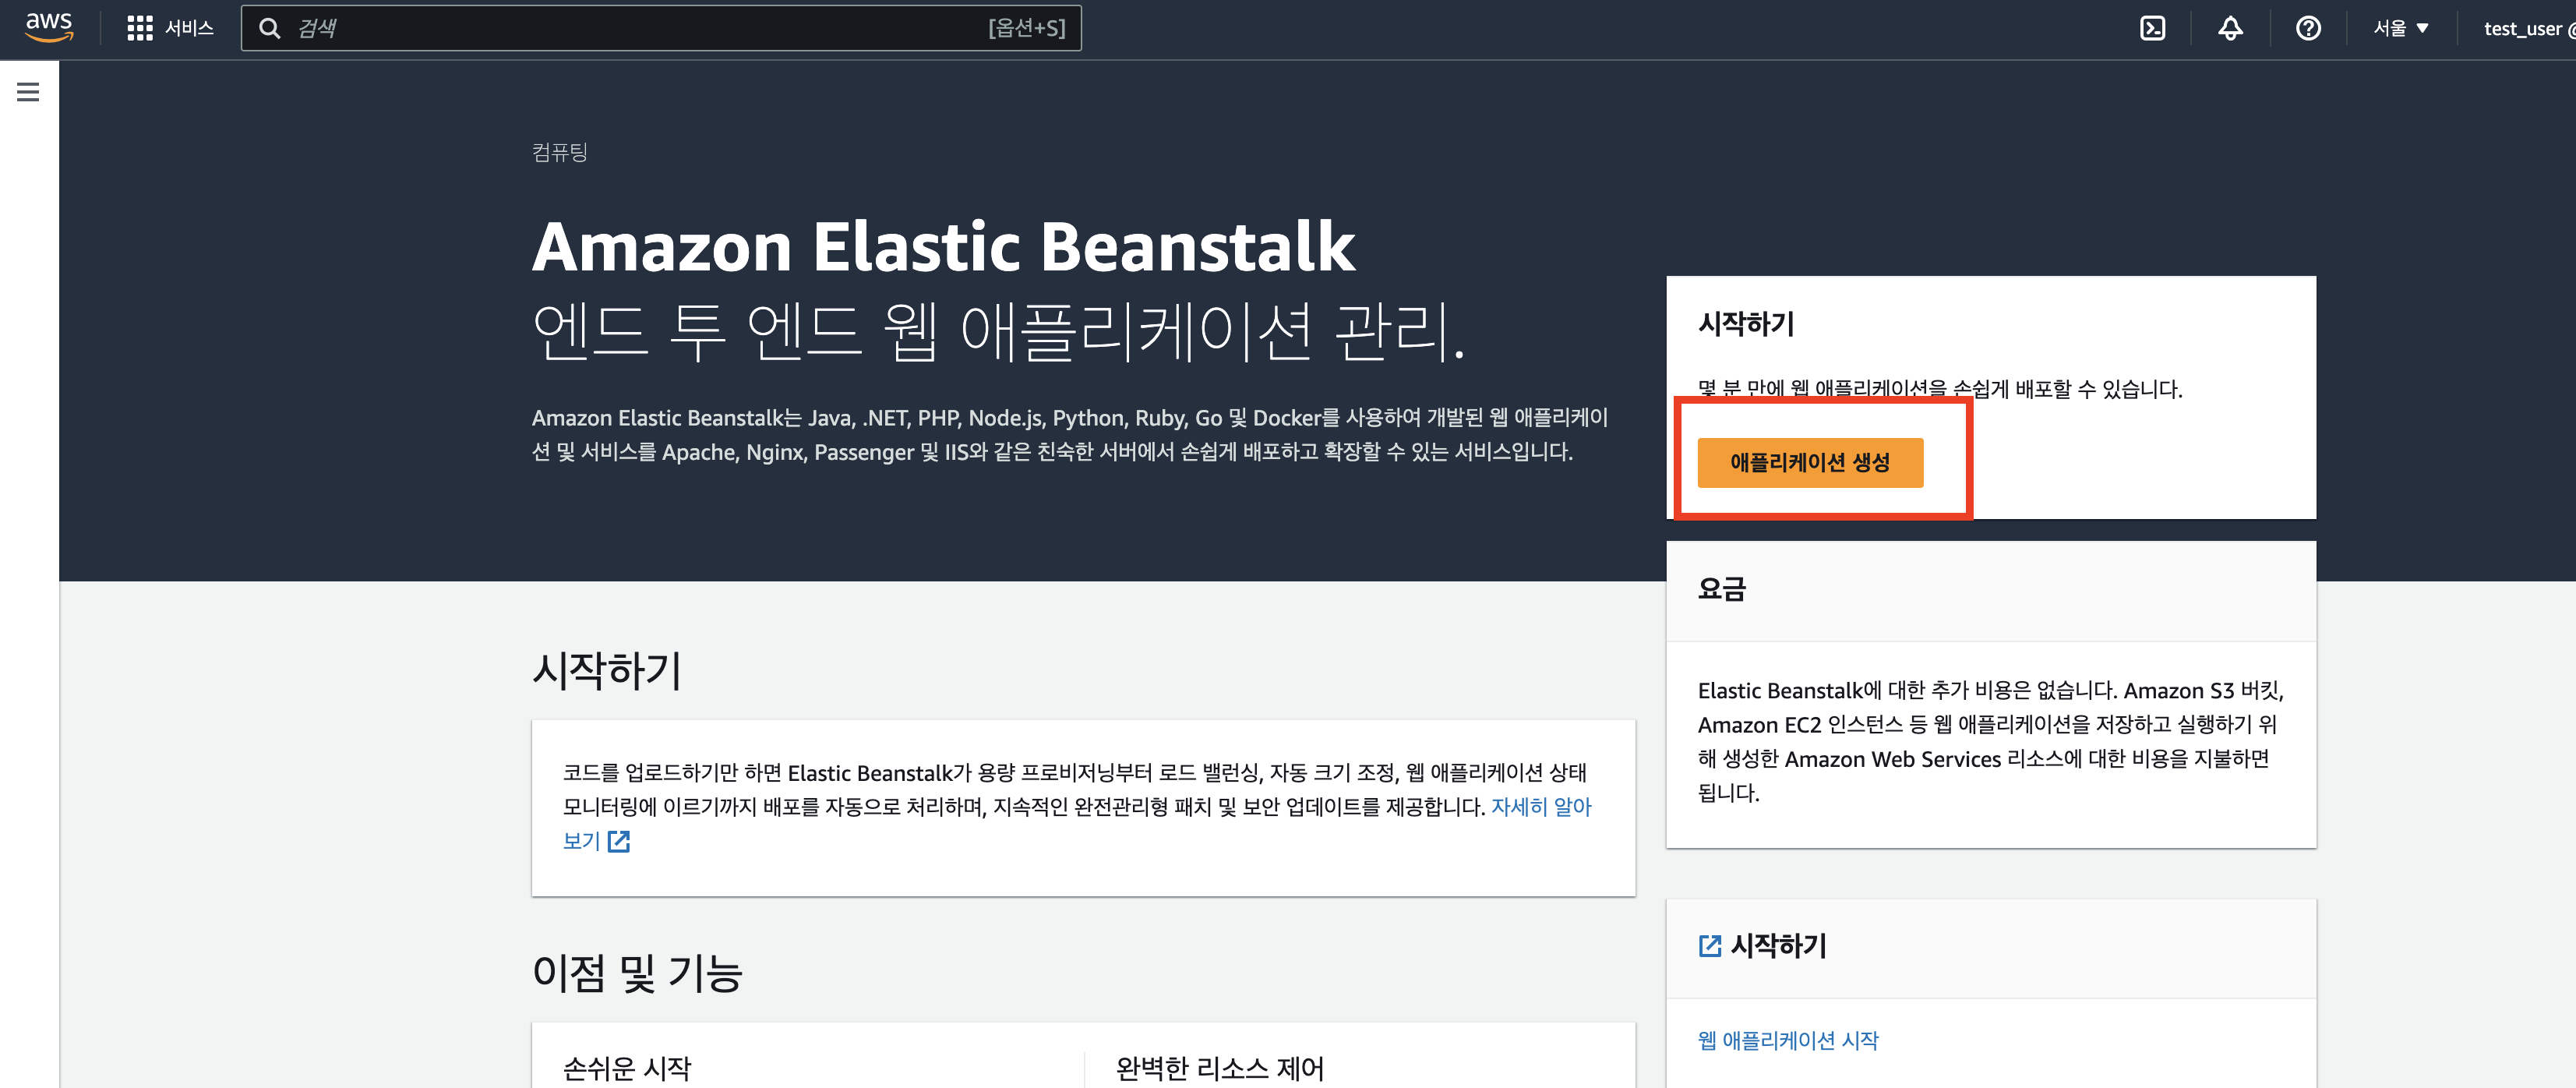 aws
서비스
검색
[옵션+S]
서울
test_user @
컴퓨팅
Amazon Elastic Beanstalk
엔드 투 엔드 웹 애플리케이션 관리.
Amazon Elastic Beanstalk는 Java, .NET, PHP, Node.js, Python, Ruby, Go 및 Docker를 사용하여 개발된 웹 애플리케이
션 및 서비스를 Apache, Nginx, Passenger 및 IIS와 같은 친숙한 서버에서 손쉽게 배포하고 확장할 수 있는 서비스입니다.
시작하기
몇 분 만에 웹 애플리케이션을 손쉽게 배포할 수 있습니다.
애플리케이션 생성
요금
Elastic Beanstalk에 대한 추가 비용은 없습니다. Amazon S3 버킷,
Amazon EC2 인스턴스 등 웹 애플리케이션을 저장하고 실행하기 위
해 생성한 Amazon Web Services 리소스에 대한 비용을 지불하면
됩니다.
시작하기
코드를 업로드하기만 하면 Elastic Beanstalk가 용량 프로비저닝부터 로드 밸런싱, 자동 크기 조정, 웹 애플리케이션 상태
모니터링에 이르기까지 배포를 자동으로 처리하며, 지속적인 완전관리형 패치 및 보안 업데이트를 제공합니다. 자세히 알아
보기
시작하기
웹 애플리케이션 시작
이점 및 기능
손쉬운 시작
완벽한 리소스 제어